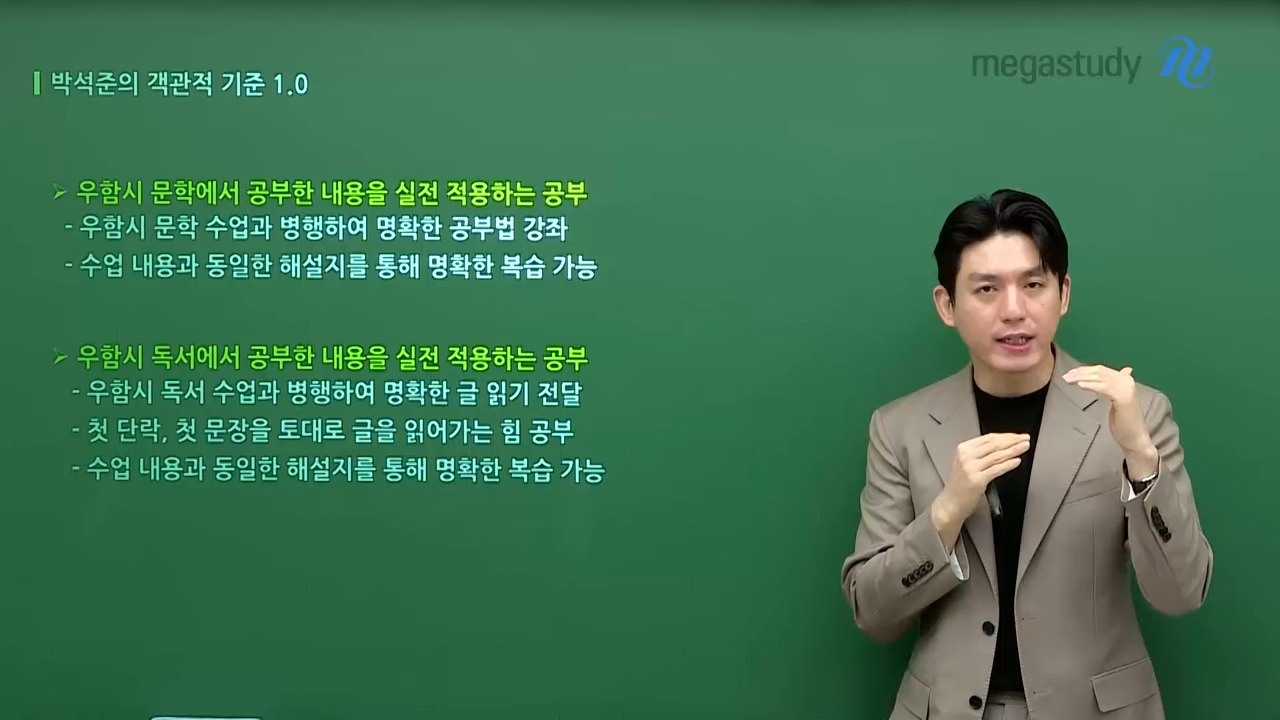 megastudy
박석준의 객관적 기준 1.0
➢ 우함시 문학에서 공부한 내용을 실전 적용하는 공부
- 우함시 문학 수업과 병행하여 명확한 공부법 강좌
- 수업 내용과 동일한 해설지를 통해 명확한 복습 가능
➢ 우함시 독서에서 공부한 내용을 실전 적용하는 공부
- 우함시 독서 수업과 병행하여 명확한 글 읽기 전달
- 첫 단락, 첫 문장을 토대로 글을 읽어가는 힘 공부
- 수업 내용과 동일한 해설지를 통해 명확한 복습 가능